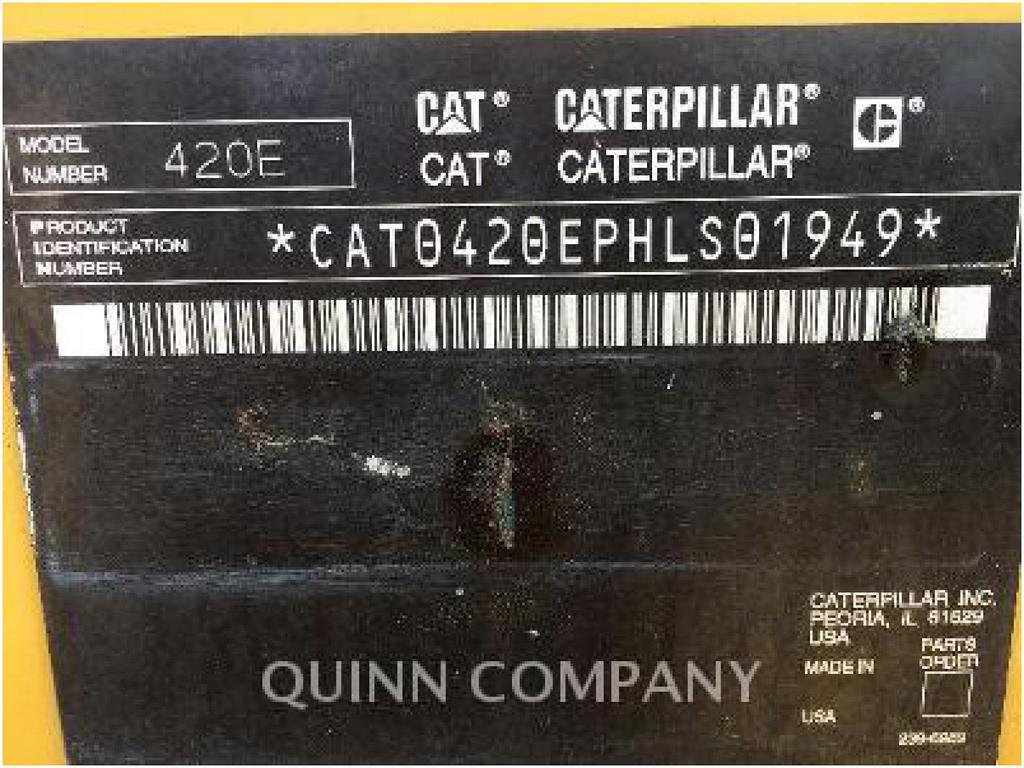 CAT® CATERPILLAR® C®
MODEL
NUMBER 420E
CAT® CATERPILLAR®
PRODUCT
IDENTIFICATION
NUMBER
*CAT0420EPHLS01949*
CATERPILLAR INC.
PEORIA, IL 61629
USA
PARTS
ORDER
MADE IN
USA
QUINN COMPANY